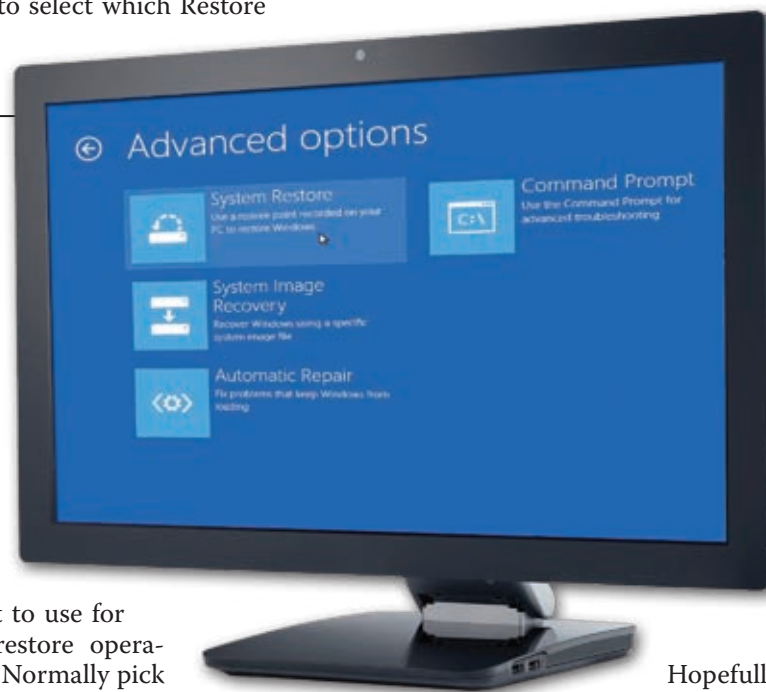 to select which Restore
Advanced options
System Restore
Use a restore point recorded on your
PC to restore Windows
Command Prompt
Use the Command Prompt for
advanced troubleshooting
C:\
System Image
Recovery
Recover Windows using a specific
system image file
Automatic Repair
Fix problems that keep Windows from
loading
t to use for
restore opera-
Normally pick
Hopefull